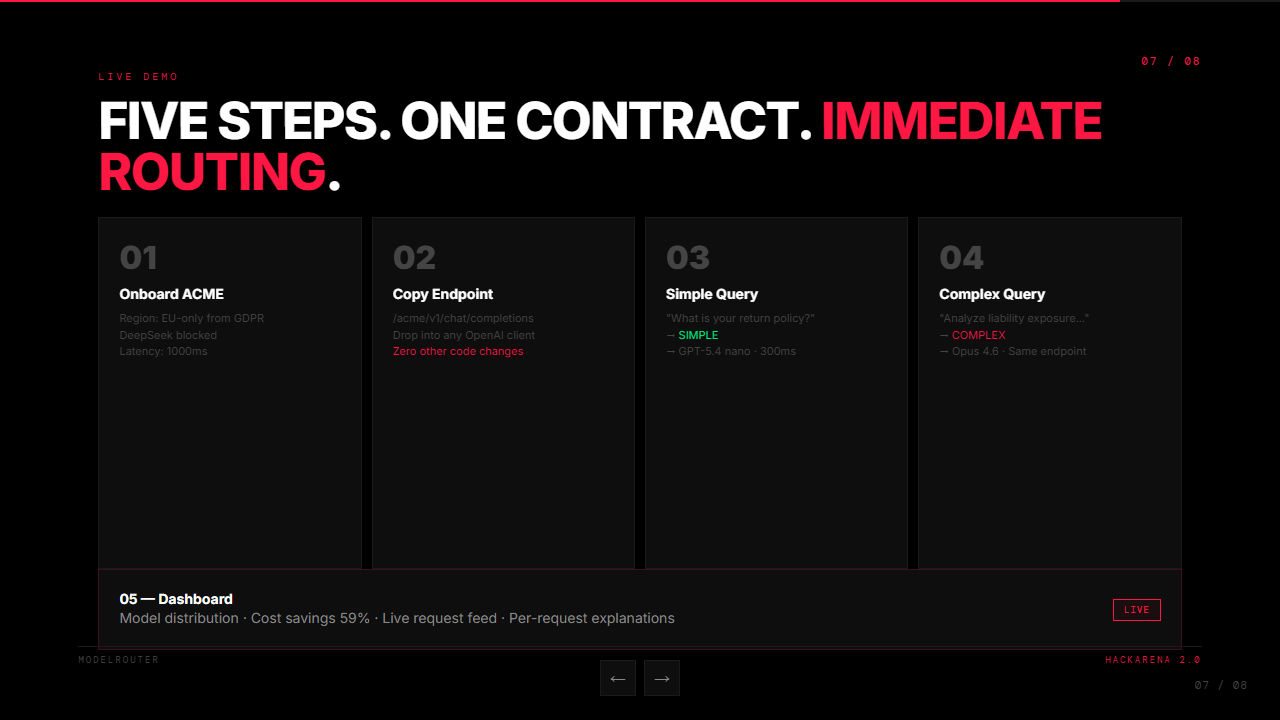 07 / 08
LIVE DEMO
FIVE STEPS. ONE CONTRACT. IMMEDIATE
ROUTING.
01
Onboard ACME
Region: EU-only from GDPR
DeepSeek blocked
Latency: 1000ms
02
Copy Endpoint
/acme/v1/chat/completions
Drop into any OpenAI client
Zero other code changes
03
Simple Query
"What is your return policy?"
→ SIMPLE
→ GPT-5.4 nano · 300ms
04
Complex Query
"Analyze liability exposure..."
→ COMPLEX
→ Opus 4.6 · Same endpoint
05 — Dashboard
Model distribution · Cost savings 59% · Live request feed · Per-request explanations
LIVE
MODELROUTER
HACKARENA 2.0
← →
07 / 08